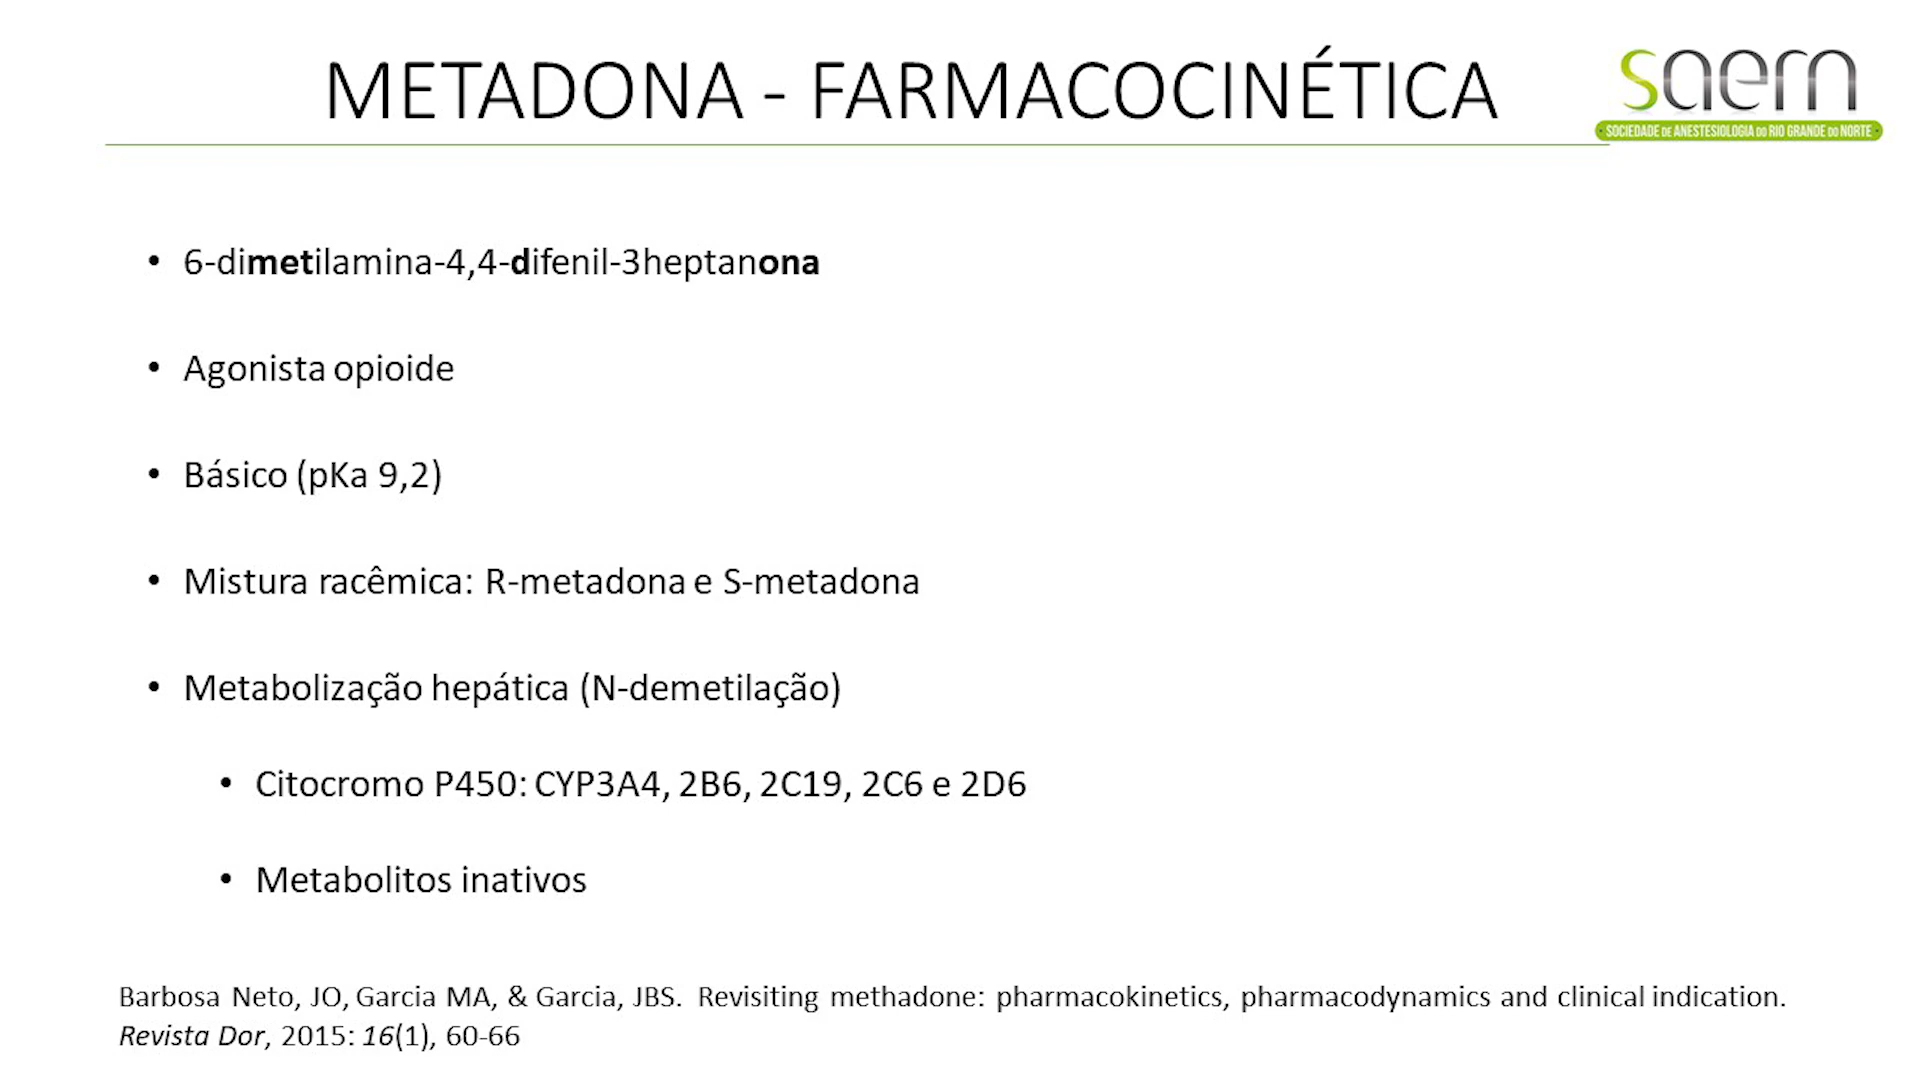 METADONA - FARMACOCINÉTICA
saern
SOCIEDADE DE ANESTESIOLOGIA DO RIO GRANDE DO NORTE
• 6-dimetilamina-4,4-difenil-3heptanona
• Agonista opioide
• Básico (pKa 9,2)
• Mistura racêmica: R-metadona e S-metadona
• Metabolização hepática (N-demetilação)
• Citocromo P450: CYP3A4, 2B6, 2C19, 2C6 e 2D6
• Metabolitos inativos
Barbosa Neto, JO, Garcia MA, & Garcia, JBS. Revisiting methadone: pharmacokinetics, pharmacodynamics and clinical indication.
Revista Dor, 2015: 16(1), 60-66